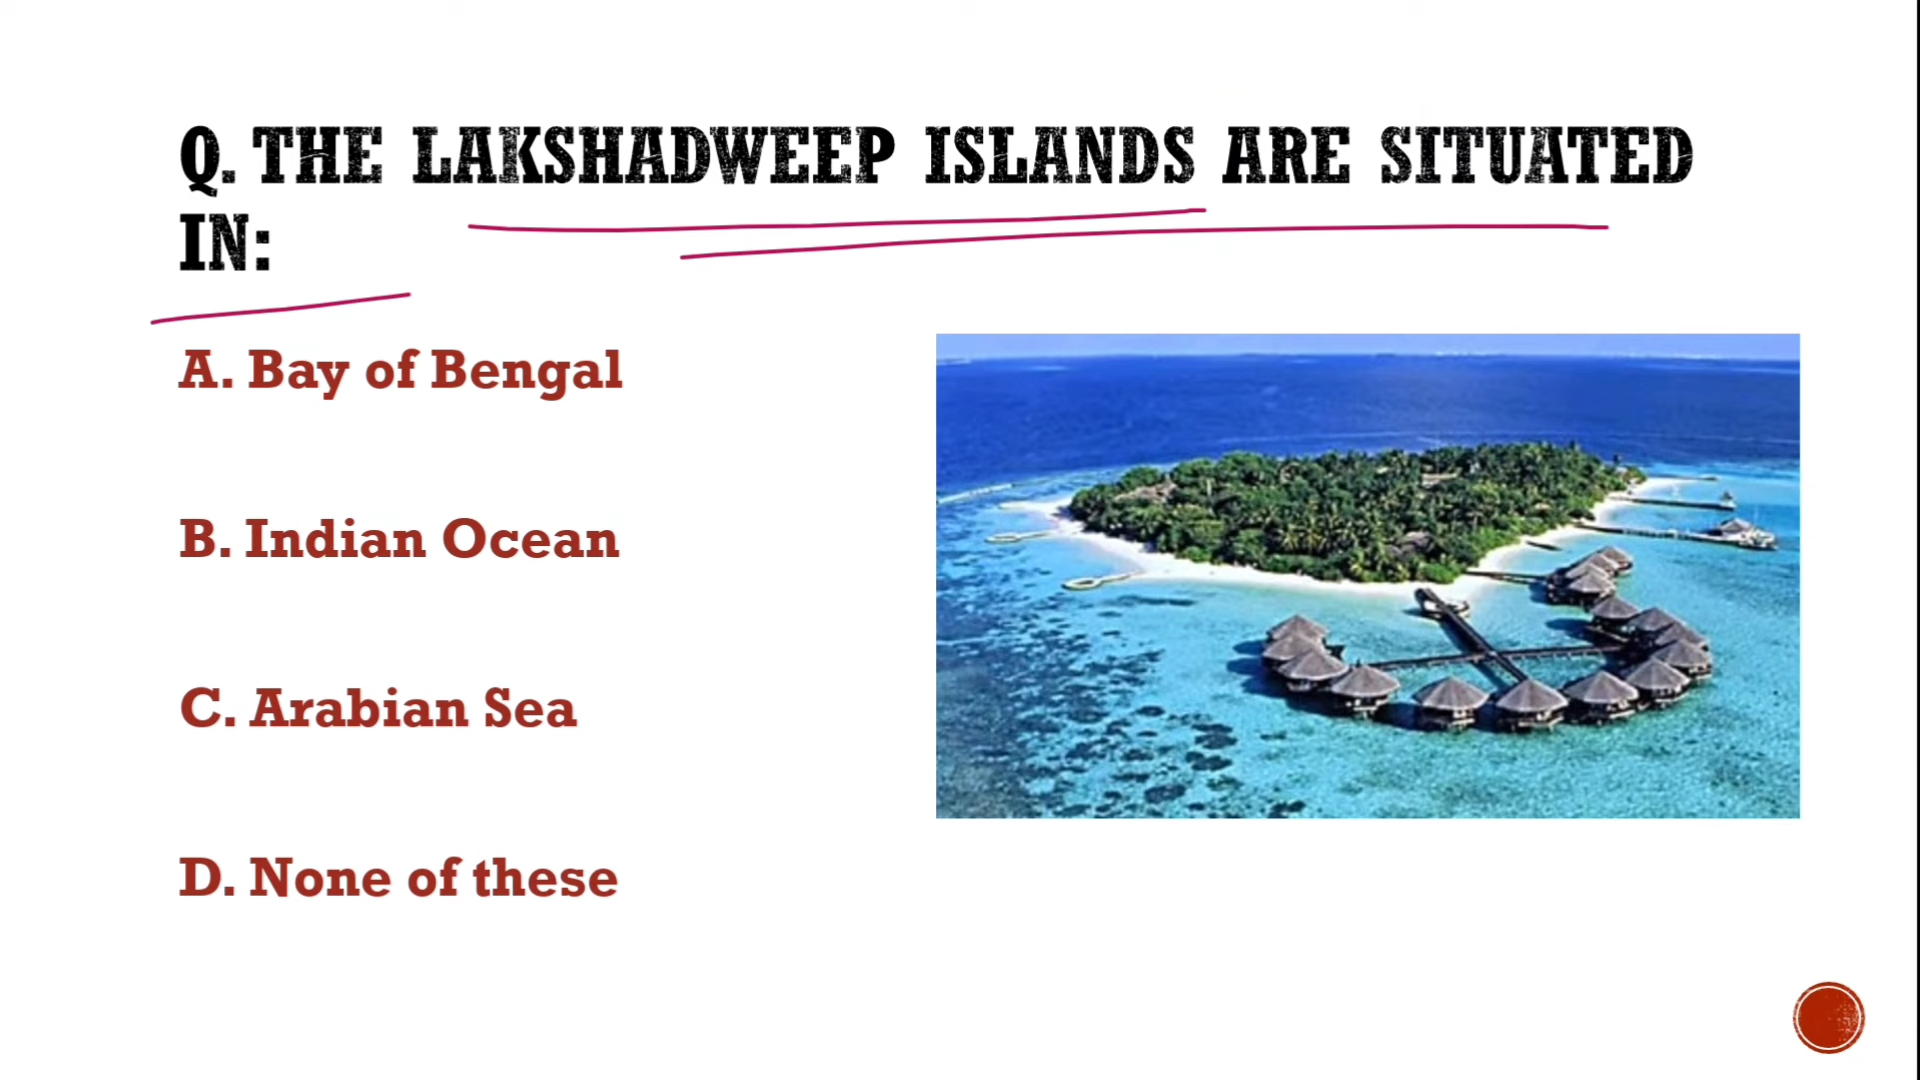 Q. THE LAKSHADWEEP ISLANDS ARE SITUATED
IN:
A. Bay of Bengal
B. Indian Ocean
C. Arabian Sea
D. None of these